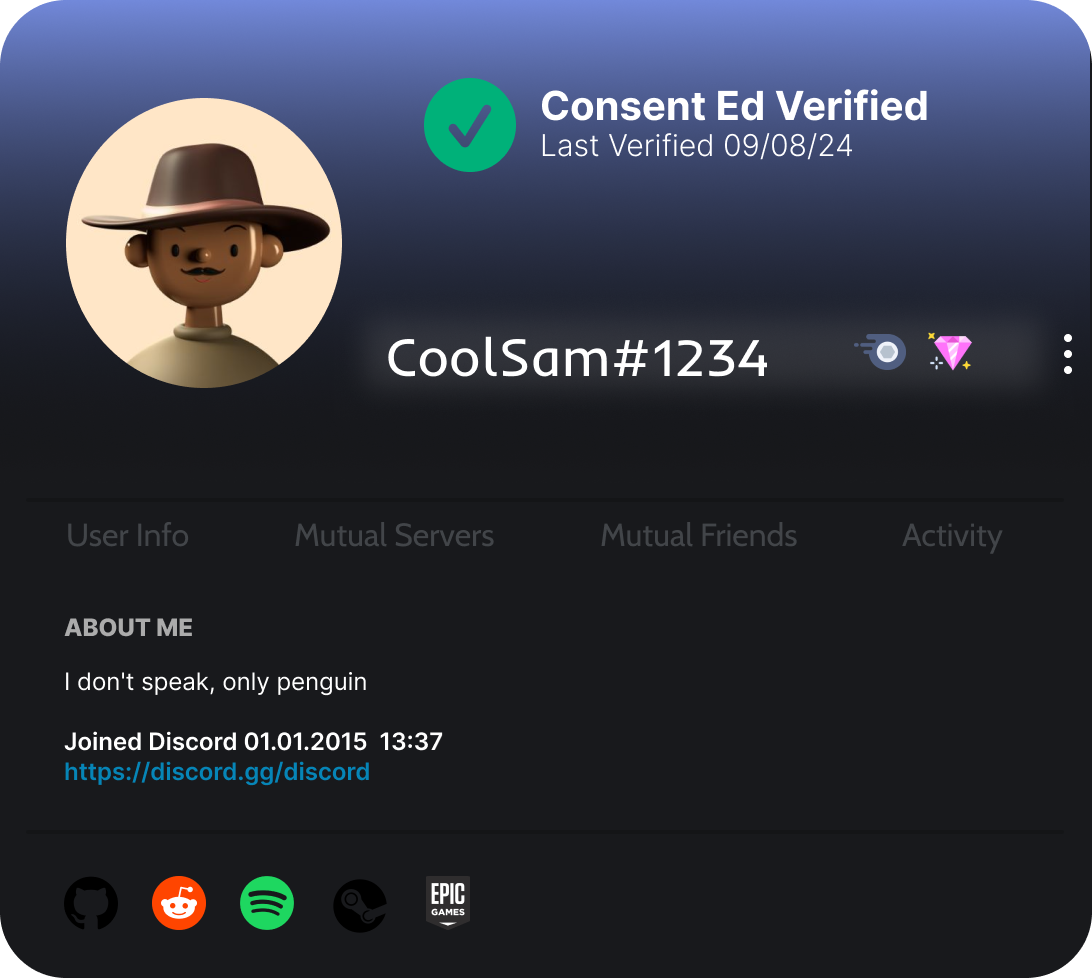 Consent Ed Verified
Last Verified 09/08/24
CoolSam#1234
User Info Mutual Servers Mutual Friends Activity
ABOUT ME
I don't speak, only penguin
Joined Discord 01.01.2015 13:37
https://discord.gg/discord
EPIC
GAMES